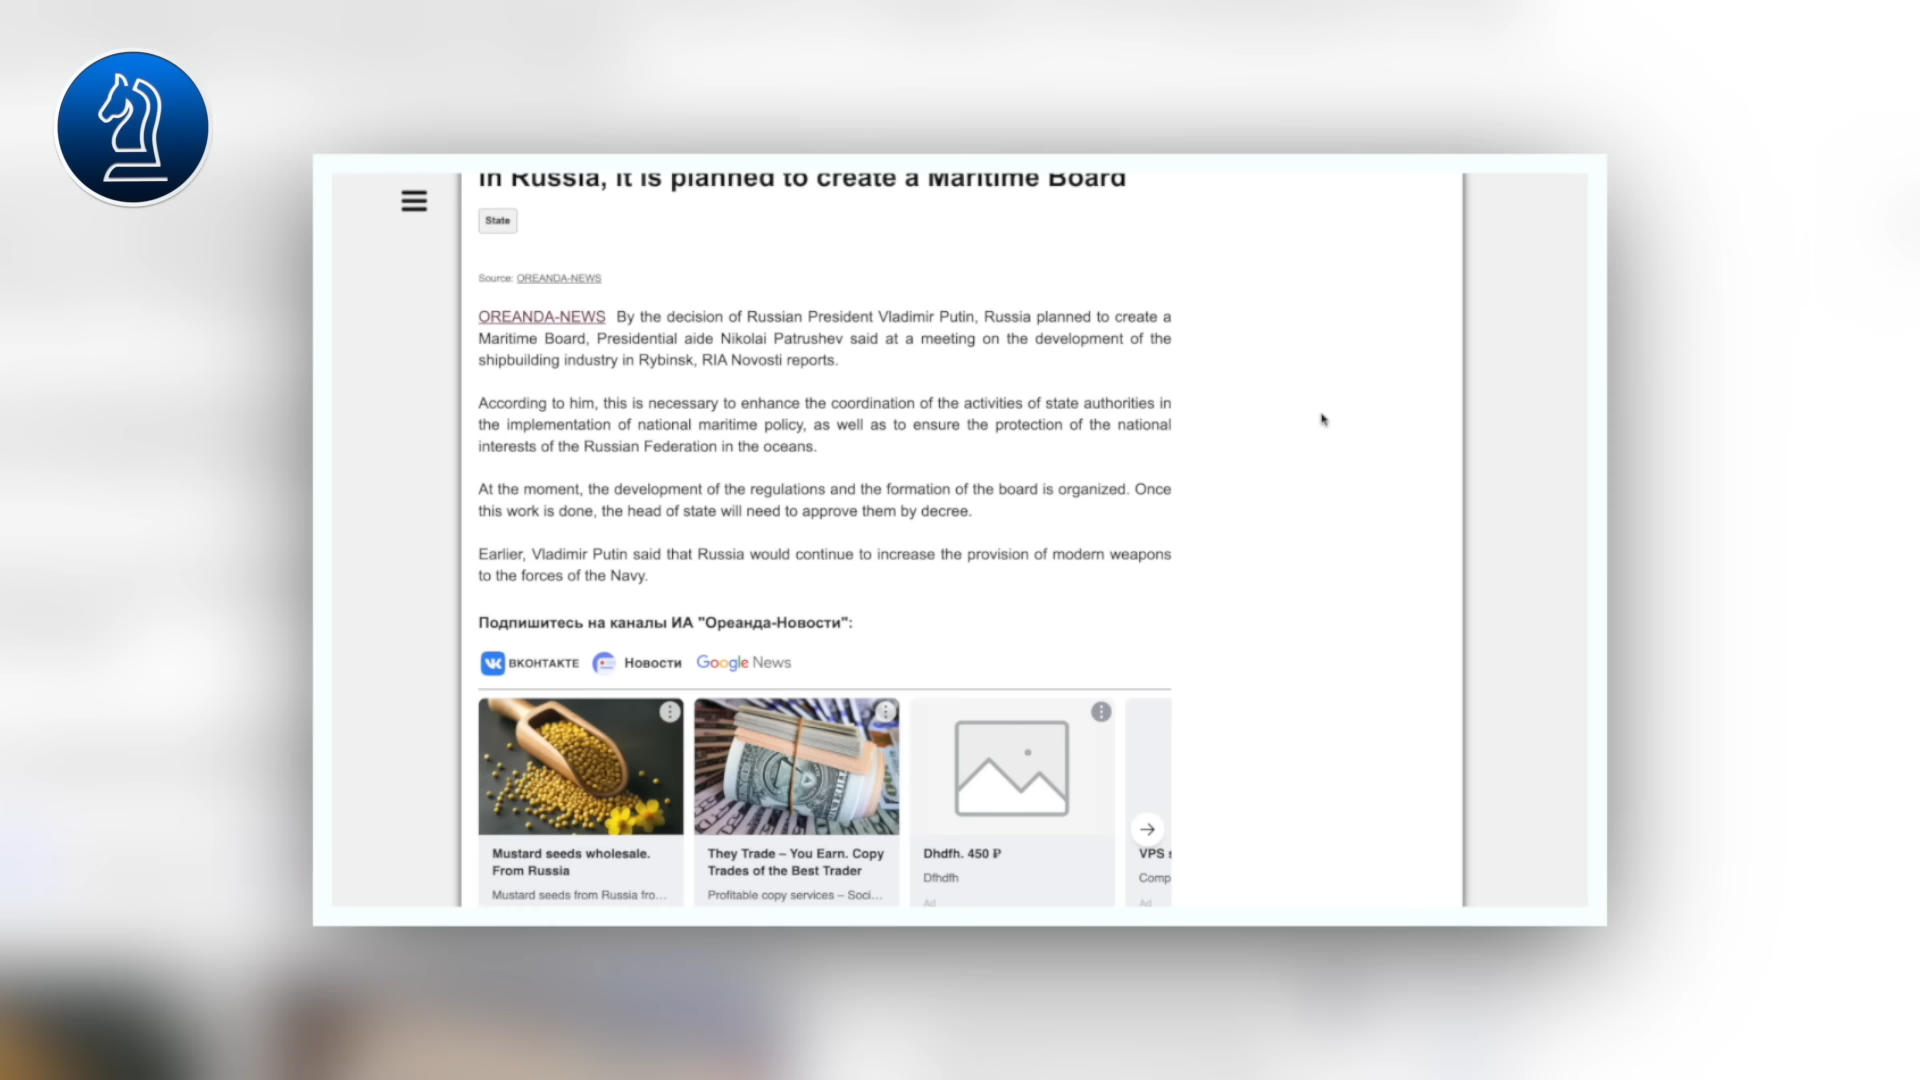 In Russia, it is planned to create a Maritime Board
State
Source: OREANDA-NEWS
OREANDA-NEWS By the decision of Russian President Vladimir Putin, Russia planned to create a
Maritime Board, Presidential aide Nikolai Patrushev said at a meeting on the development of the
shipbuilding industry in Rybinsk, RIA Novosti reports.
According to him, this is necessary to enhance the coordination of the activities of state authorities in
the implementation of national maritime policy, as well as to ensure the protection of the national
interests of the Russian Federation in the oceans.
At the moment, the development of the regulations and the formation of the board is organized. Once
this work is done, the head of state will need to approve them by decree.
Earlier, Vladimir Putin said that Russia would continue to increase the provision of modern weapons
to the forces of the Navy.
Подпишитесь на каналы ИА "Ореанда-Новости":
ВКОНТАКТЕ Новости Google News
Mustard seeds wholesale.
From Russia
Mustard seeds from Russia fro...
They Trade – You Earn. Copy
Trades of the Best Trader
Profitable copy services – Soci...
Dhdfh. 450 ₽
Dfhdfh
Ad
VPS s
Comp
Ad